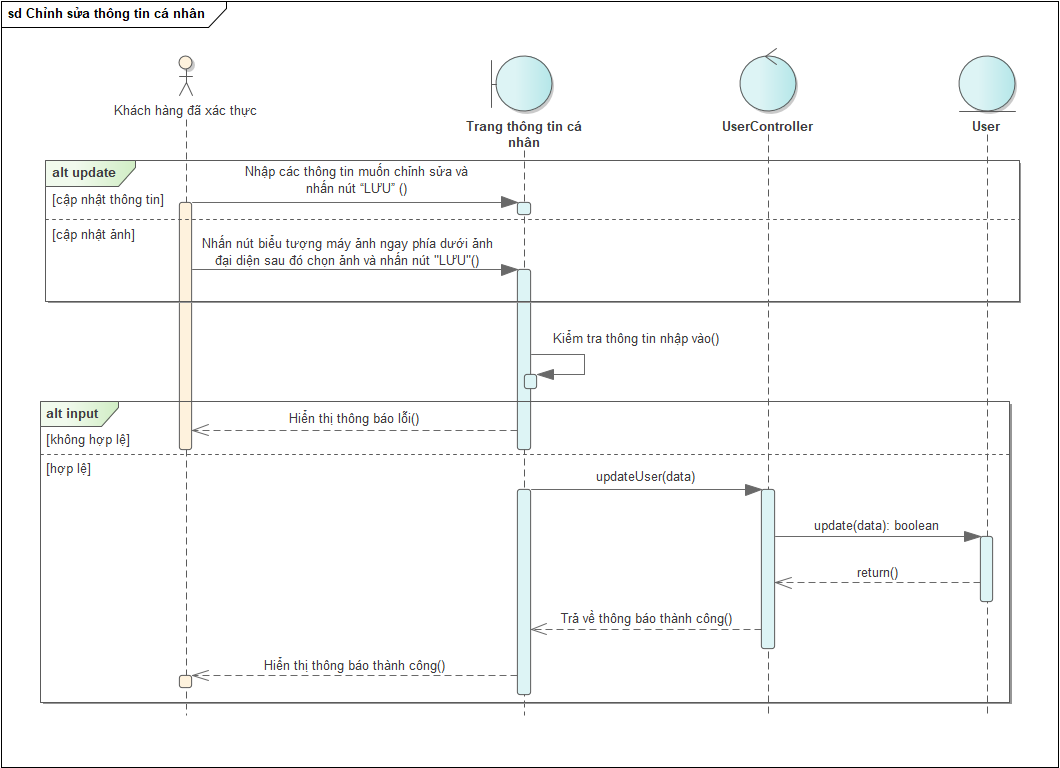 sd Chỉnh sửa thông tin cá nhân
Khách hàng đã xác thực
Trang thông tin cá
nhân
UserController
User
alt update
[cập nhật thông tin]
Nhập các thông tin muốn chỉnh sửa và
nhấn nút “LƯU” ()
[cập nhật ảnh]
Nhấn nút biểu tượng máy ảnh ngay phía dưới ảnh
đại diện sau đó chọn ảnh và nhấn nút "LƯU"()
Kiểm tra thông tin nhập vào()
alt input
[không hợp lệ]
Hiển thị thông báo lỗi()
[hợp lệ]
updateUser(data)
update(data): boolean
return()
Trả về thông báo thành công()
Hiển thị thông báo thành công()